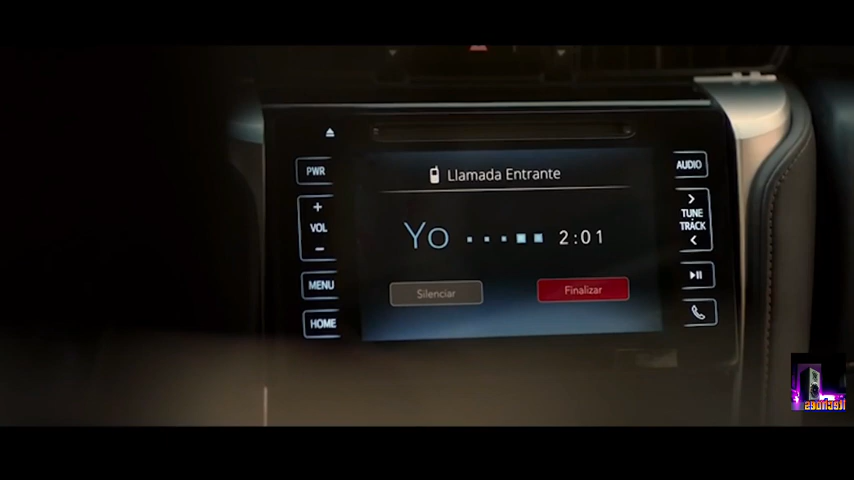 PWR
+
VOL
-
MENU
HOME
Llamada Entrante
Yo 2:01
Silenciar
Finalizar
AUDIO
>
TUNE
TRACK
<